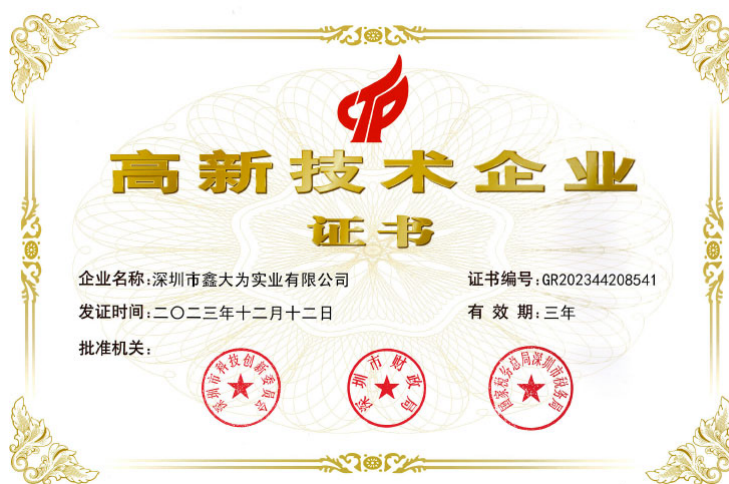 高新技术企业
证书
企业名称:深圳市鑫大为实业有限公司
证书编号:GR202344208541
发证时间:二〇二三年十二月十二日
有 效 期:三年
批准机关:
深圳市科技创新委员会
深圳市财政局
国家税务总局深圳市税务局